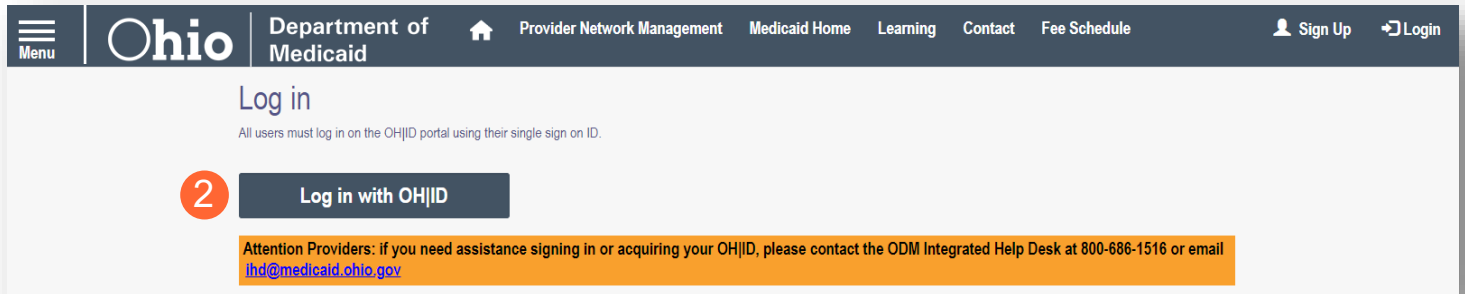 Menu
Ohio
Department of
Medicaid
Provider Network Management
Medicaid Home
Learning
Contact
Fee Schedule
Sign Up
Login
Log in
All users must log in on the OH|ID portal using their single sign on ID.
2
Log in with OH|ID
Attention Providers: if you need assistance signing in or acquiring your OH|ID, please contact the ODM Integrated Help Desk at 800-686-1516 or email
ihd@medicaid.ohio.gov